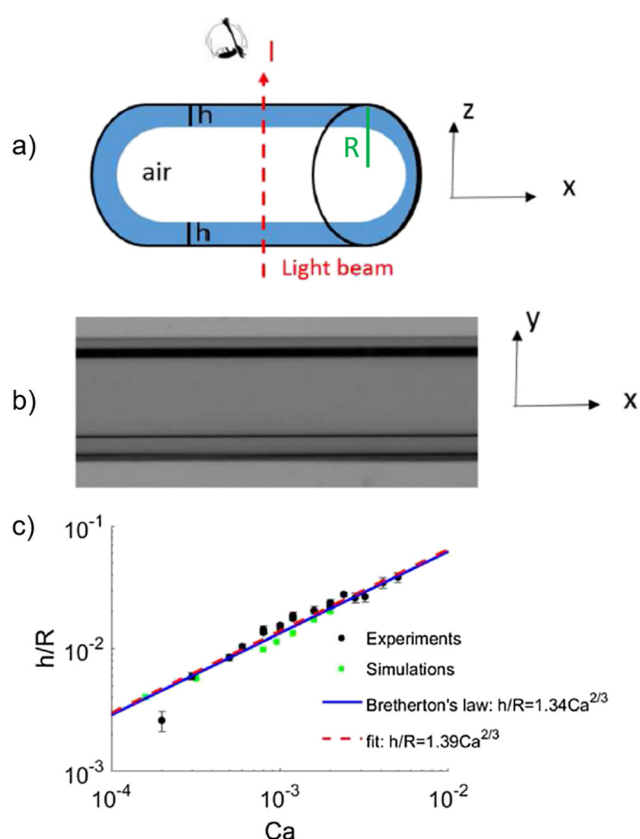 a)
I
h
R
air
h
Light beam
z
x
b)
y
x
c)
h/R
10^-1
10^-2
10^-3
10^-4
10^-3
10^-2
Ca
Experiments
Simulations
Bretherton's law: h/R=1.34Ca^2/3
fit: h/R=1.39Ca^2/3